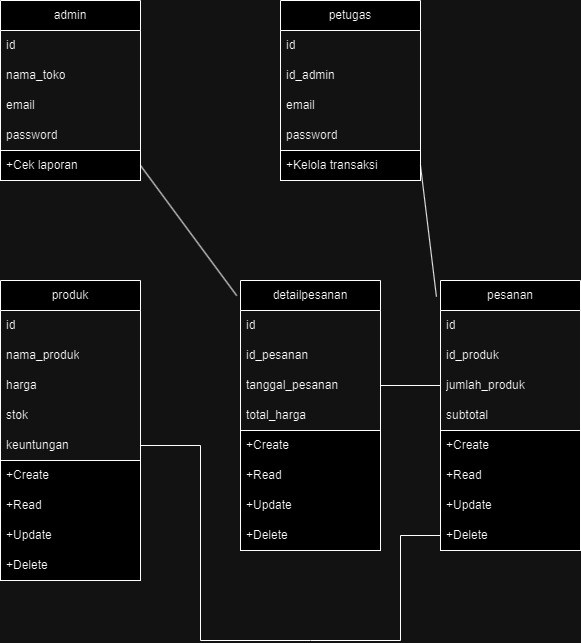 admin
id
nama_toko
email
password
+Cek laporan
petugas
id
id_admin
email
password
+Kelola transaksi
produk
id
nama_produk
harga
stok
keuntungan
+Create
+Read
+Update
+Delete
detailpesanan
id
id_pesanan
tanggal_pesanan
total_harga
+Create
+Read
+Update
+Delete
pesanan
id
id_produk
jumlah_produk
subtotal
+Create
+Read
+Update
+Delete